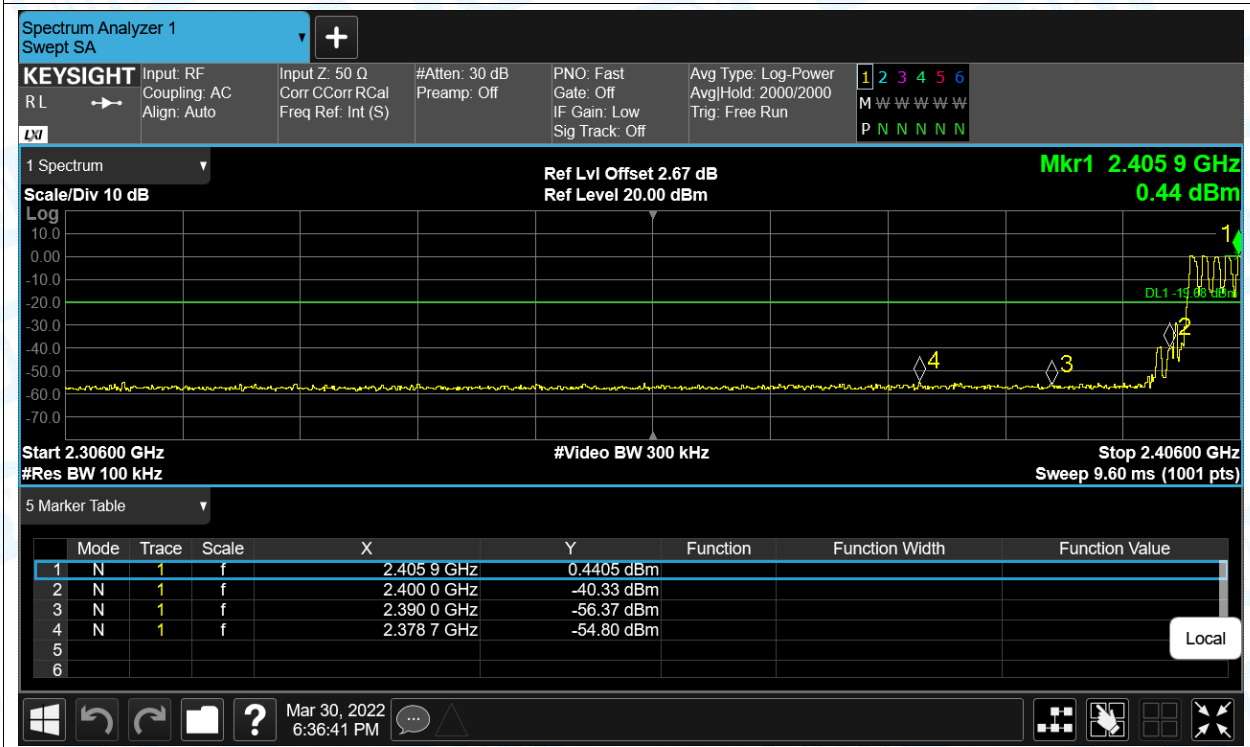 Spectrum Analyzer 1
Swept SA
KEYSIGHT Input: RF Input Z: 50 Ω #Atten: 30 dB PNO: Fast Avg Type: Log-Power 1 2 3 4 5 6
R L Coupling: AC Corr CCorr RCal Preamp: Off Gate: Off Avg|Hold: 2000/2000 M W W W W W
Align: Auto Freq Ref: Int (S) IF Gain: Low Trig: Free Run
LXI Sig Track: Off P N N N N N
1 Spectrum Ref Lvl Offset 2.67 dB Mkr1 2.405 9 GHz
Scale/Div 10 dB Ref Level 20.00 dBm 0.44 dBm
Log
10.0 1
0.00
-10.0
DL1 -19.68 dBm
-20.0
-30.0 2
-40.0 4 3
-50.0
-60.0
-70.0
Start 2.30600 GHz #Video BW 300 kHz Stop 2.40600 GHz
#Res BW 100 kHz Sweep 9.60 ms (1001 pts)
5 Marker Table
Mode Trace Scale X Y Function Function Width Function Value
1 N 1 f 2.405 9 GHz 0.4405 dBm
2 N 1 f 2.400 0 GHz -40.33 dBm
3 N 1 f 2.390 0 GHz -56.37 dBm
4 N 1 f 2.378 7 GHz -54.80 dBm
5
6
Local
? Mar 30, 2022
6:36:41 PM